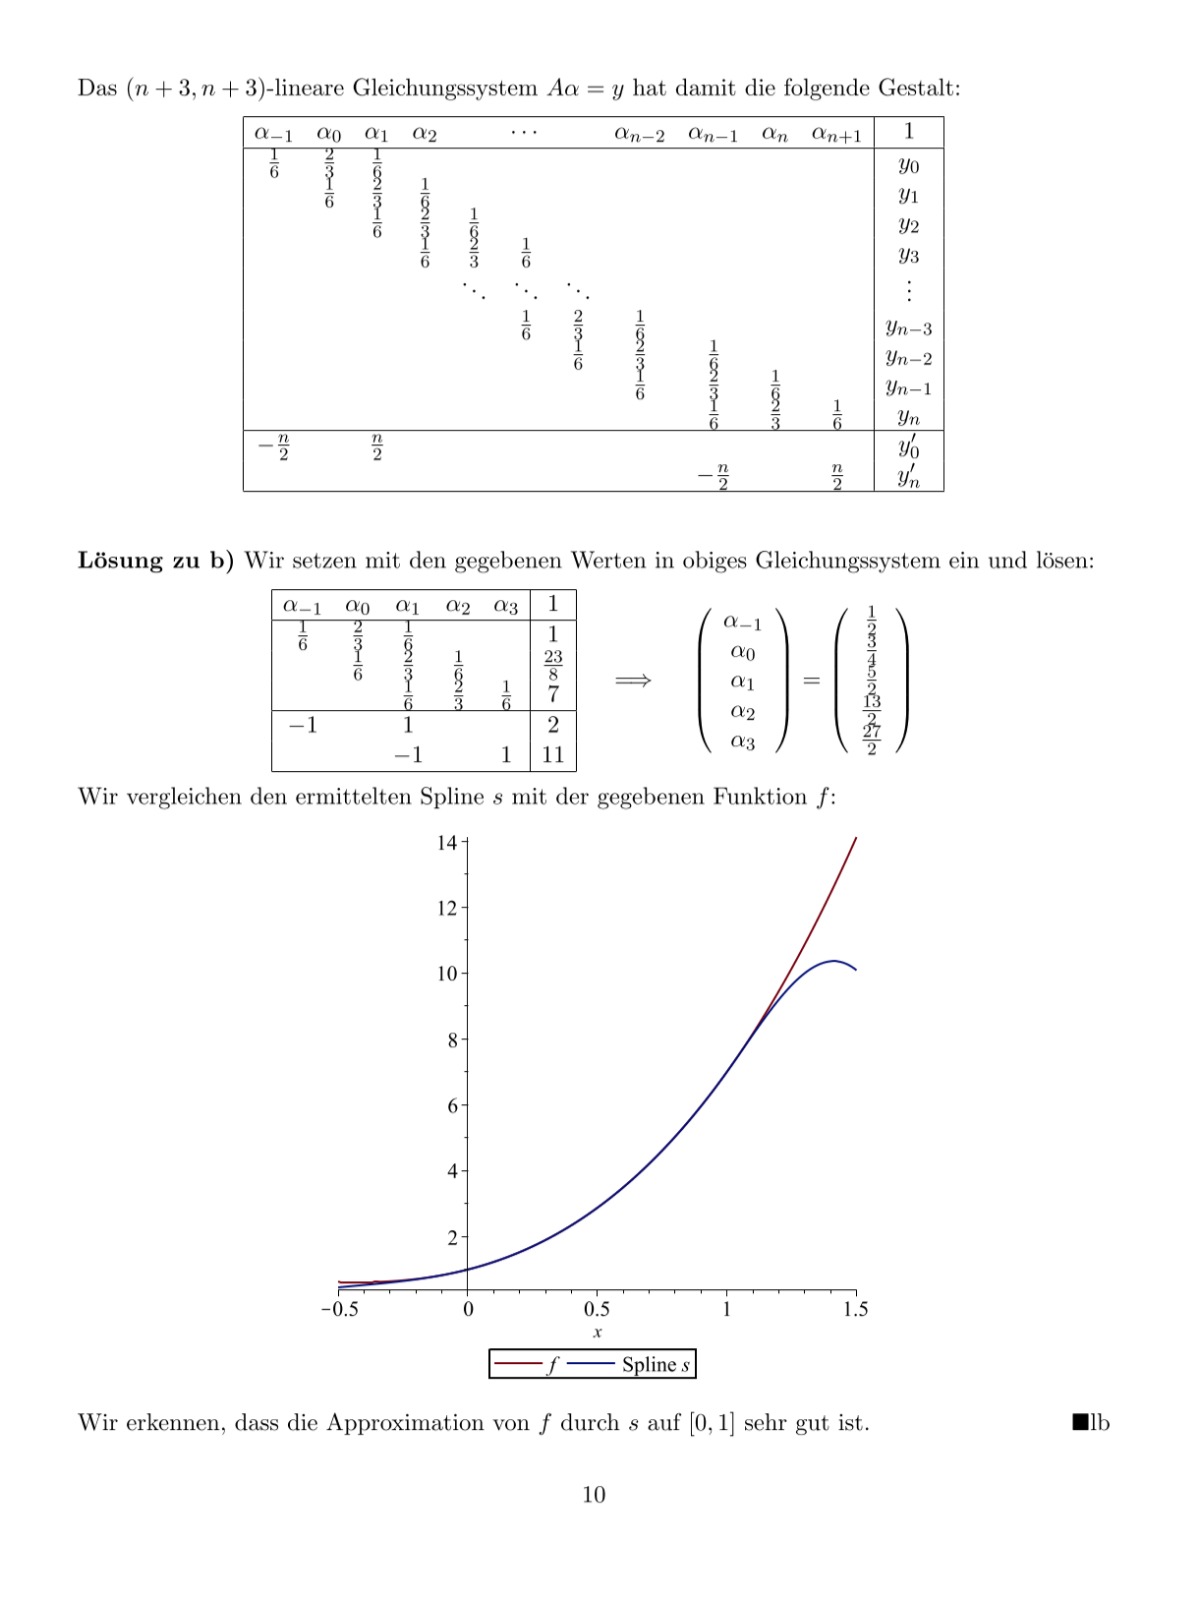 Das (n + 3, n + 3)-lineare Gleichungssystem Aα = y hat damit die folgende Gestalt:
α₋₁ α₀ α₁ α₂ ⋯ αₙ₋₂ αₙ₋₁ αₙ αₙ₊₁ 1
1/6 2/3 1/6 y₀
1/6 2/3 1/6 y₁
1/6 2/3 1/6 y₂
1/6 2/3 1/6 y₃
⋱ ⋱ ⋱ ⋮
1/6 2/3 1/6 yₙ₋₃
1/6 2/3 1/6 yₙ₋₂
1/6 2/3 1/6 yₙ₋₁
1/6 2/3 1/6 yₙ
−n/2 n/2 y′₀
−n/2 n/2 y′ₙ
Lösung zu b) Wir setzen mit den gegebenen Werten in obiges Gleichungssystem ein und lösen:
α₋₁ α₀ α₁ α₂ α₃ 1
1/6 2/3 1/6 1
1/6 2/3 1/6 23/8
1/6 2/3 1/6 7
−1 1 2
−1 1 11
⟹
α₋₁
α₀
α₁
α₂
α₃
=
1/2
3/4
5/2
13/2
27/2
Wir vergleichen den ermittelten Spline s mit der gegebenen Funktion f:
14
12
10
8
6
4
2
−0.5 0 0.5 1 1.5
x
f Spline s
Wir erkennen, dass die Approximation von f durch s auf [0, 1] sehr gut ist. ■lb
10